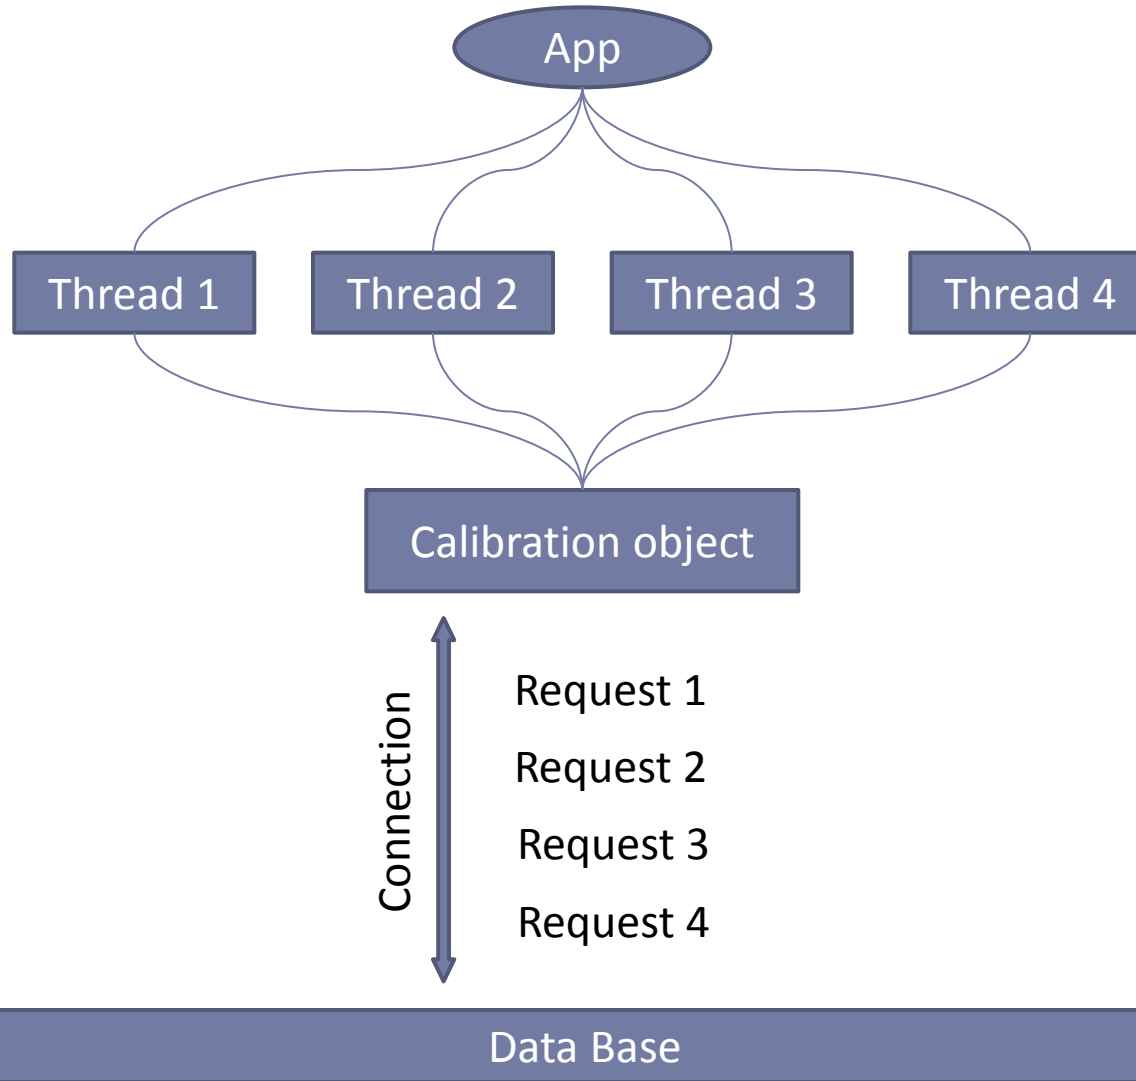 App
Thread 1
Thread 2
Thread 3
Thread 4
Calibration object
Connection
Request 1
Request 2
Request 3
Request 4
Data Base